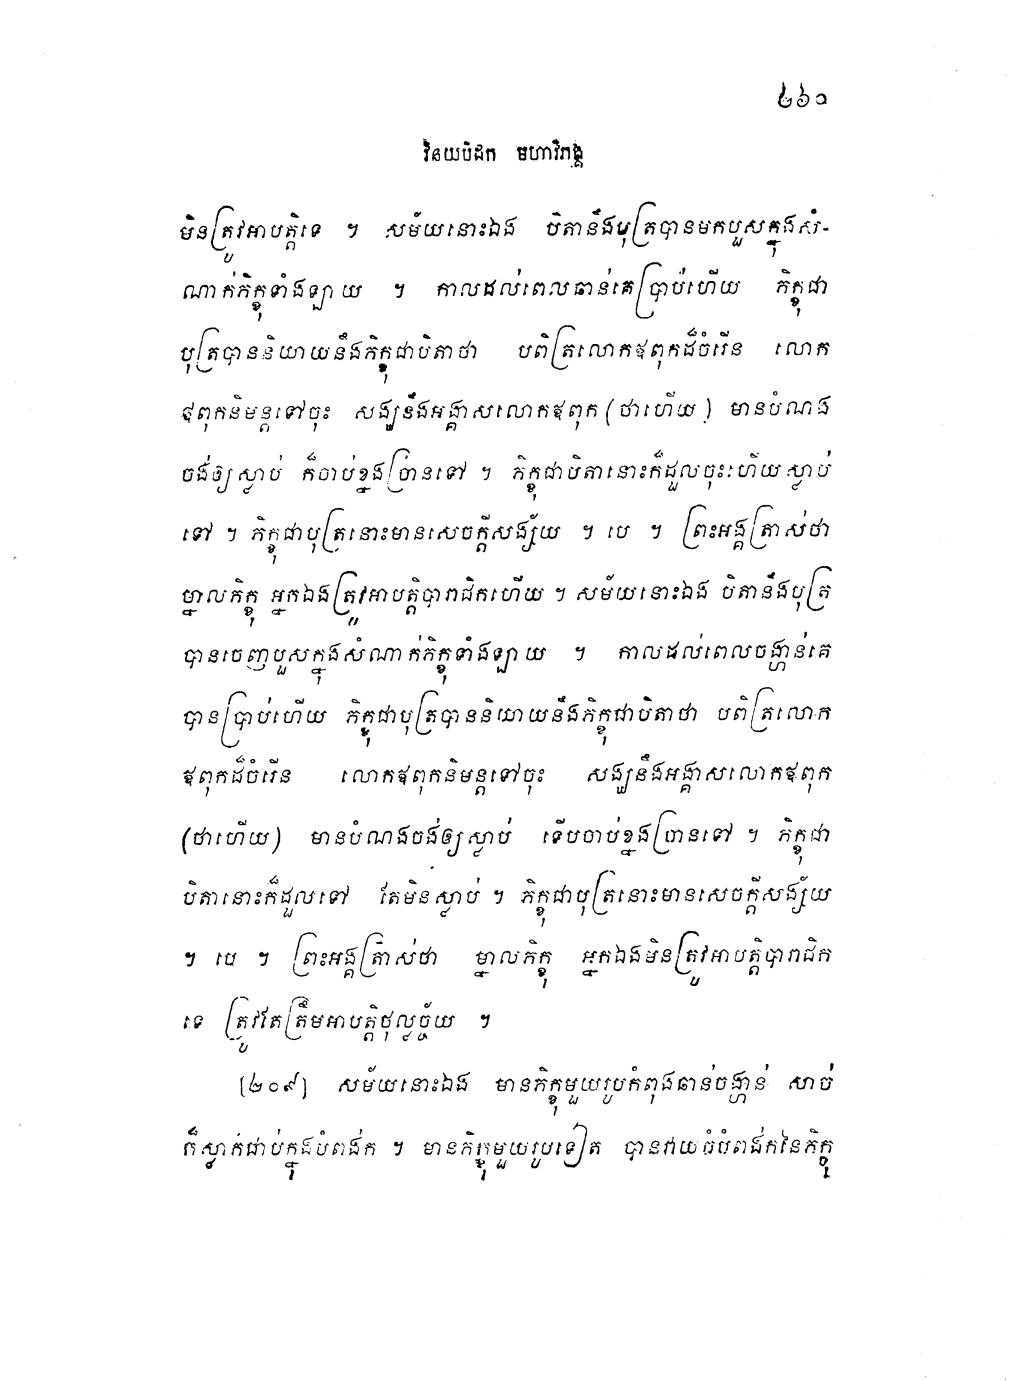 ៤៦១
វិនយបិដក មហាវិភង្គ
មិនត្រូវអាបត្តិទេ ។ សម័យនោះឯង បិតានឹងបុត្របានមកបួសក្នុងសំ-
ណាក់ភិក្ខុទាំងឡាយ ។ កាលដល់ពេលឆាន់គេប្រាប់ហើយ ភិក្ខុជា
បុត្របាននិយាយនឹងភិក្ខុជាបិតាថា បពិត្រលោកឪពុកដ៏ចំរើន លោក
ឪពុកនិមន្តទៅចុះ សង្ឃនឹងអង្គាសលោកឪពុក (ថាហើយ) មានបំណង
ចង់ឲ្យស្លាប់ ក៏ចាប់ខ្នងច្រានទៅ ។ ភិក្ខុជាបិតានោះក៏ដួលចុះហើយស្លាប់
ទៅ ។ ភិក្ខុជាបុត្រនោះមានសេចក្តីសង្ស័យ ។ បេ ។ ព្រះអង្គត្រាស់ថា
ម្នាលភិក្ខុ អ្នកឯងត្រូវអាបត្តិបារាជិកហើយ ។ សម័យនោះឯង បិតានឹងបុត្រ
បានចេញបួសក្នុងសំណាក់ភិក្ខុទាំងឡាយ ។ កាលដល់ពេលចង្ហាន់គេ
បានប្រាប់ហើយ ភិក្ខុជាបុត្របាននិយាយនឹងភិក្ខុជាបិតាថា បពិត្រលោក
ឪពុកដ៏ចំរើន លោកឪពុកនិមន្តទៅចុះ សង្ឃនឹងអង្គាសលោកឪពុក
(ថាហើយ) មានបំណងចង់ឲ្យស្លាប់ ទើបចាប់ខ្នងច្រានទៅ ។ ភិក្ខុជា
បិតានោះក៏ដួលទៅ តែមិនស្លាប់ ។ ភិក្ខុជាបុត្រនោះមានសេចក្តីសង្ស័យ
។ បេ ។ ព្រះអង្គត្រាស់ថា ម្នាលភិក្ខុ អ្នកឯងមិនត្រូវអាបត្តិបារាជិក
ទេ ត្រូវតែត្រឹមអាបត្តិថុល្លច្ច័យ ។
[២០៩] សម័យនោះឯង មានភិក្ខុមួយរូបកំពុងឆាន់ចង្ហាន់ សាច់
ក៏ស្ទាក់ជាប់ក្នុងបំពង់ក ។ មានភិក្ខុមួយរូបទៀត បានវាយធំបំពង់កនៃភិក្ខុ